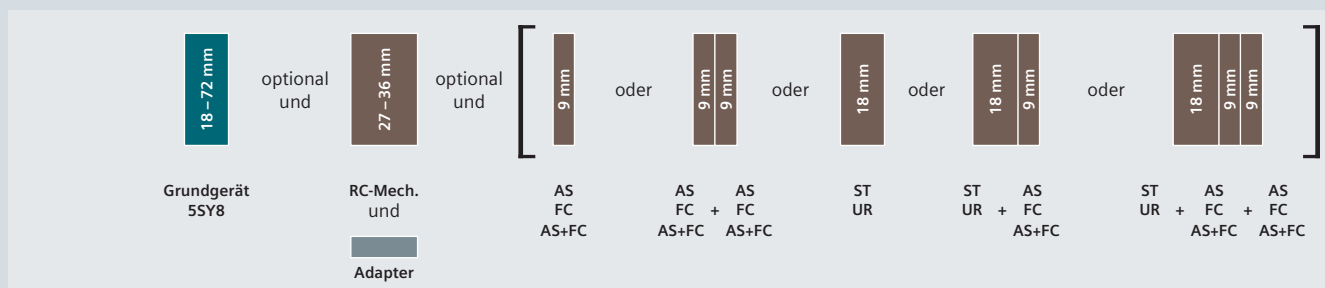 18–72 mm
optional
und
27–36 mm
optional
und
9 mm
oder
9 mm
9 mm
oder
18 mm
oder
18 mm
9 mm
oder
18 mm
9 mm
9 mm
Grundgerät
5SY8
RC-Mech.
und
Adapter
AS
FC
AS+FC
AS AS
FC + FC
AS+FC AS+FC
ST
UR
ST AS
UR + FC
AS+FC
ST AS AS
UR + FC + FC
AS+FC AS+FC